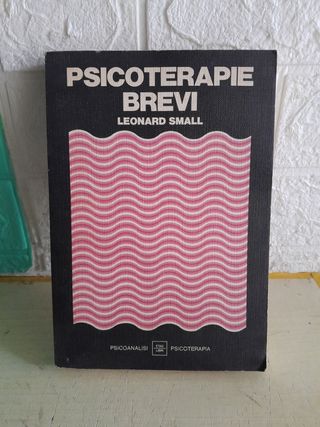 PSICOTERAPIE
BREVI
LEONARD SMALL
PSICOANALISI PSICOTERAPIA